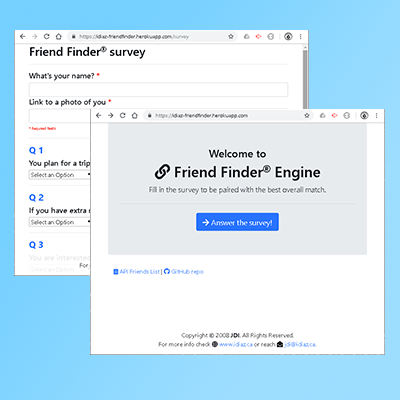 https://idiaz-friendfinder.herokuapp.com/survey
Friend Finder® survey
What's your name? *
Link to a photo of you *
* Required fields
Q 1
You plan for a trip
Select an Option
Q 2
If you have extra
Select an Option
Q 3
You are interested
Select an Option
For
https://idiaz-friendfinder.herokuapp.com
Welcome to
Friend Finder® Engine
Fill in the survey to be paired with the best overall match.
Answer the survey!
API Friends List | GitHub repo
Copyright © 2008 JDI. All Rights Reserved.
For more info check www.idiaz.ca or reach jdi@idiaz.ca.